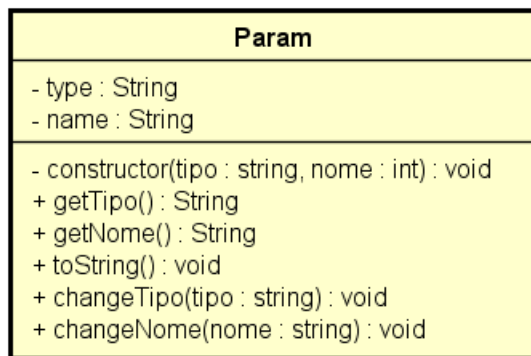 Param
- type : String
- name : String
- constructor(tipo : string, nome : int) : void
+ getTipo() : String
+ getNome() : String
+ toString() : void
+ changeTipo(tipo : string) : void
+ changeNome(nome : string) : void